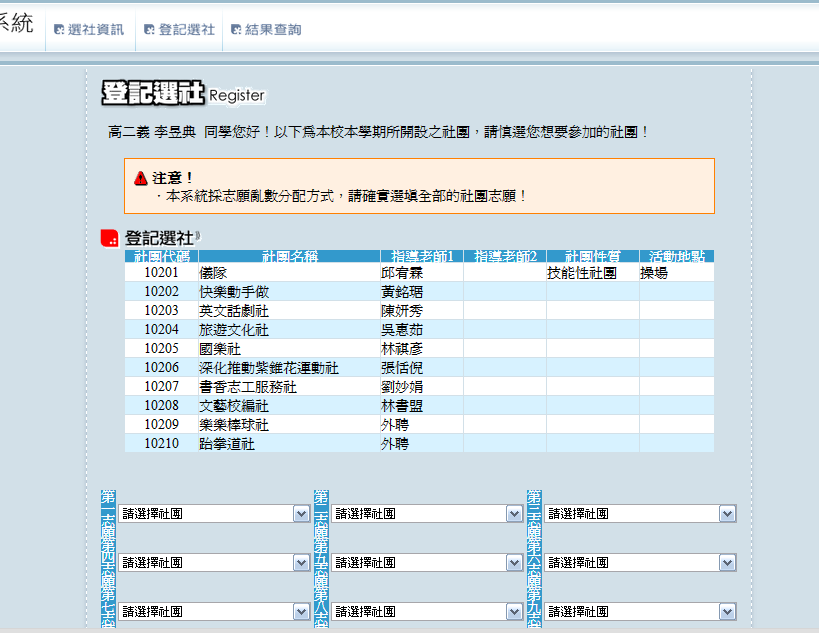 系統
選社資訊 登記選社 結果查詢
登記選社 Register
高二義 李昱典 同學您好！以下為本校本學期所開設之社團，請慎選您想要參加的社團！
注意！
．本系統採志願亂數分配方式，請確實選填全部的社團志願！
登記選社
社團代碼 社團名稱 指導老師1 指導老師2 社團性質 活動地點
10201 儀隊 邱宥霖 技能性社團 操場
10202 快樂動手做 黃銘琚
10203 英文話劇社 陳妍秀
10204 旅遊文化社 吳惠茹
10205 國樂社 林祺彥
10206 深化推動紫錐花運動社 張恬倪
10207 書香志工服務社 劉妙娟
10208 文藝校編社 林書盟
10209 樂樂棒球社 外聘
10210 跆拳道社 外聘
第一志願 請選擇社團 第二志願 請選擇社團 第三志願 請選擇社團
第四志願 請選擇社團 第五志願 請選擇社團 第六志願 請選擇社團
第七志 請選擇社團 第八志 請選擇社團 第九志 請選擇社團